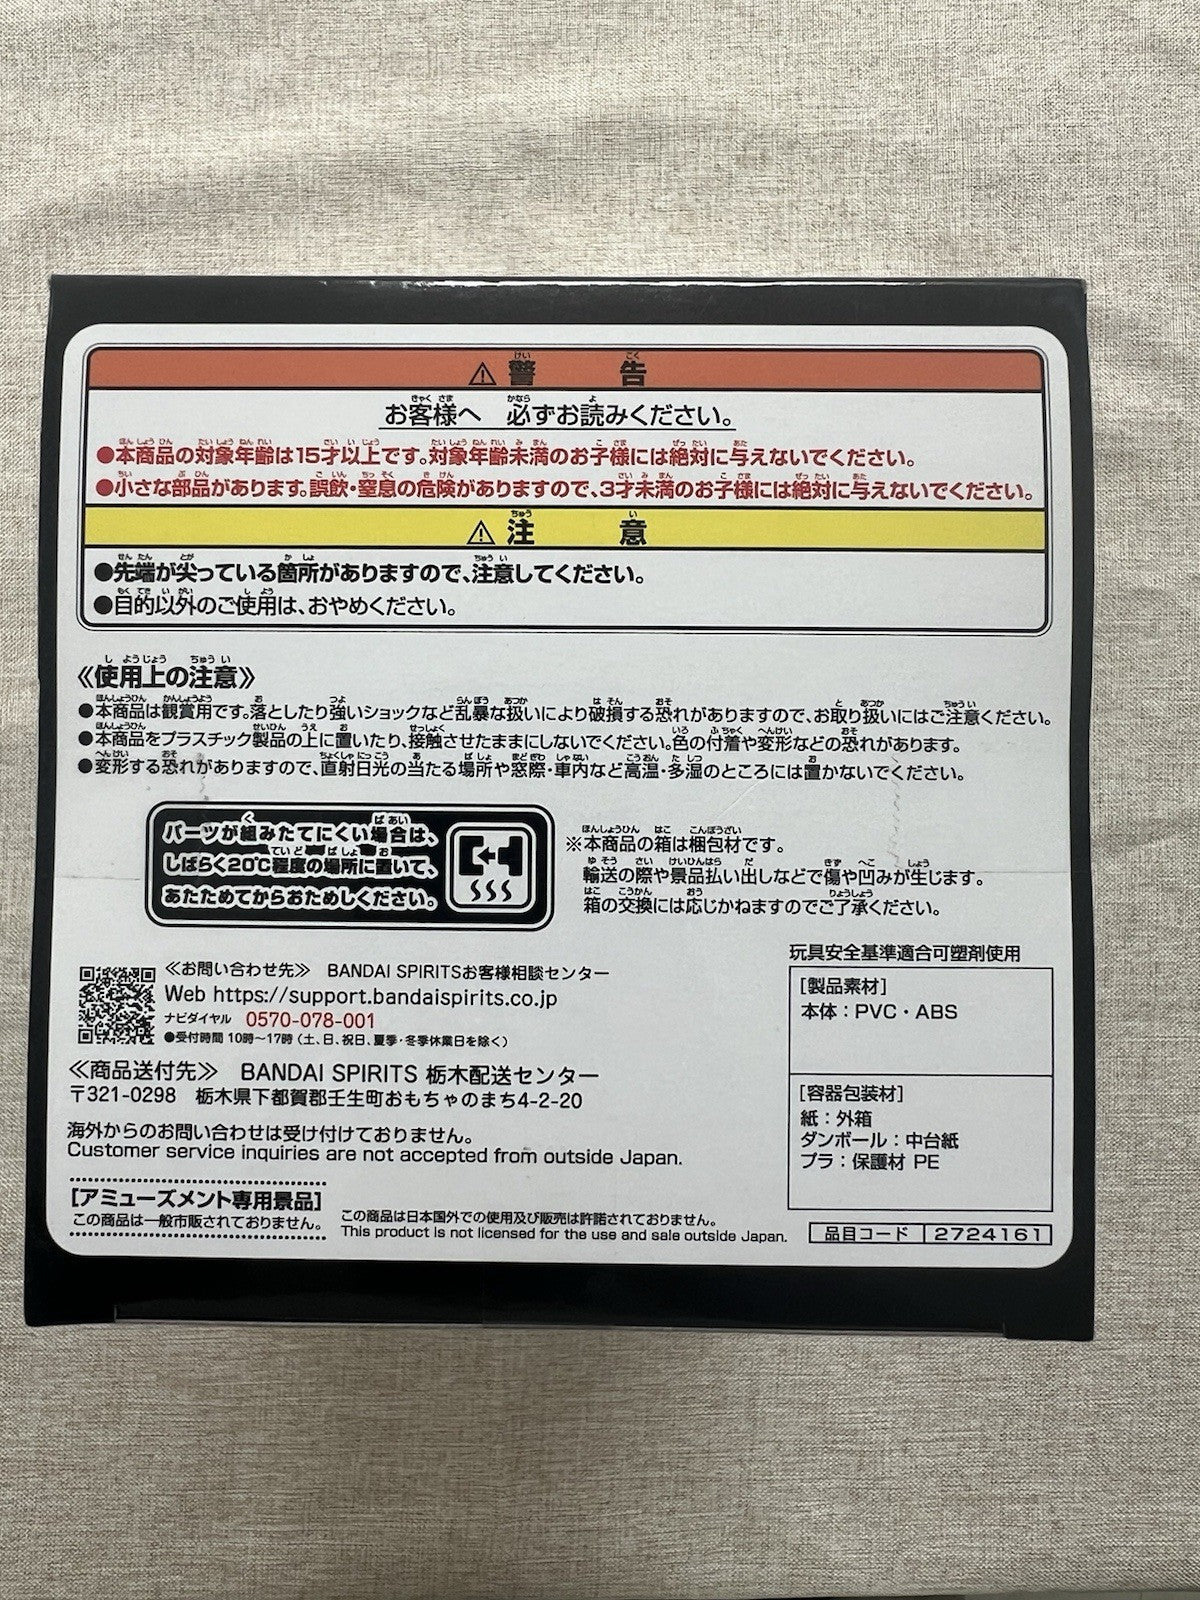 ⚠警告
お客様へ 必ずお読みください。
●本商品の対象年齢は15才以上です。対象年齢未満のお子様には絶対に与えないでください。
●小さな部品があります。誤飲・窒息の危険がありますので、3才未満のお子様には絶対に与えないでください。
⚠注意
●先端が尖っている箇所がありますので、注意してください。
●目的以外のご使用は、おやめください。
《使用上の注意》
●本商品は観賞用です。落としたり強いショックなど乱暴な扱いにより破損する恐れがありますので、お取り扱いにはご注意ください。
●本商品をプラスチック製品の上に置いたり、接触させたままにしないでください。色の付着や変形などの恐れがあります。
●変形する恐れがありますので、直射日光の当たる場所や窓際・車内など高温・多湿のところには置かないでください。
パーツが組みたてにくい場合は、
しばらく20℃程度の場所に置いて、
あたためてからおためしください。
※本商品の箱は梱包材です。
輸送の際や景品払い出しなどで傷や凹みが生じます。
箱の交換には応じかねますのでご了承ください。
《お問い合わせ先》 BANDAI SPIRITSお客様相談センター
Web https://support.bandaispirits.co.jp
ナビダイヤル 0570-078-001
●受付時間 10時～17時（土、日、祝日、夏季・冬季休業日を除く）
《商品送付先》 BANDAI SPIRITS 栃木配送センター
〒321-0298 栃木県下都賀郡壬生町おもちゃのまち4-2-20
海外からのお問い合わせは受け付けておりません。
Customer service inquiries are not accepted from outside Japan.
[アミューズメント専用景品]
この商品は一般市販されておりません。
この商品は日本国外での使用及び販売は許諾されておりません。
This product is not licensed for the use and sale outside Japan.
玩具安全基準適合可塑剤使用
[製品素材]
本体：PVC・ABS
[容器包装材]
紙：外箱
ダンボール：中台紙
プラ：保護材 PE
品目コード 2724161